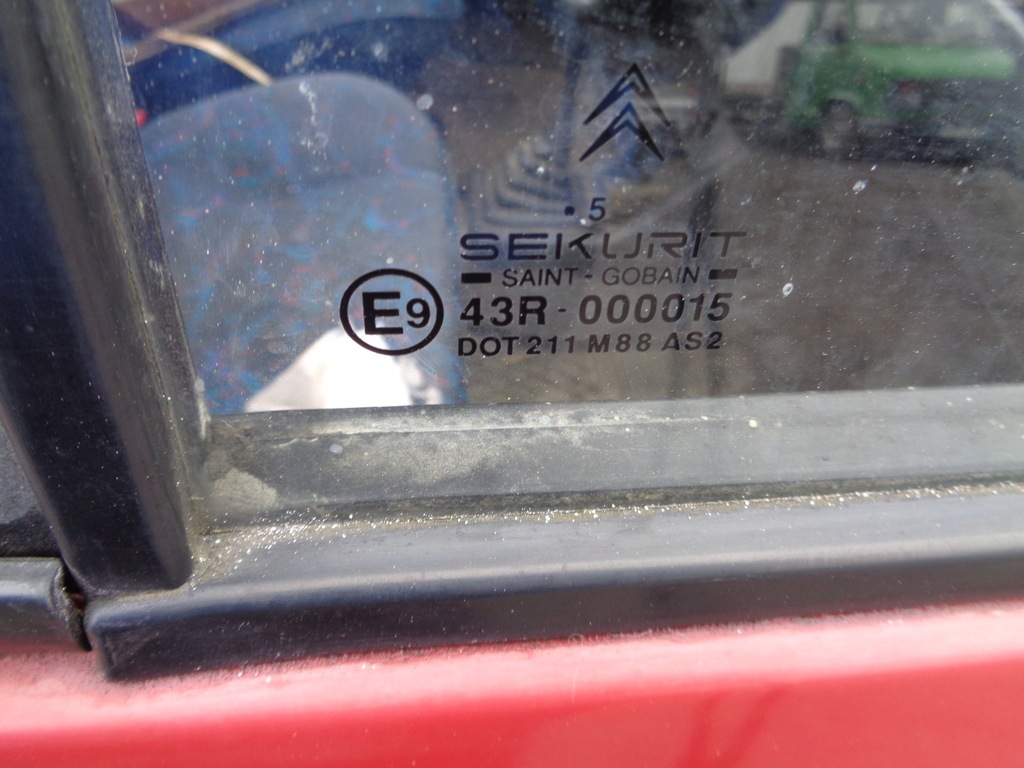 • 5
SEKURIT
SAINT - GOBAIN
E9 43R - 000015
DOT 211 M88 AS2